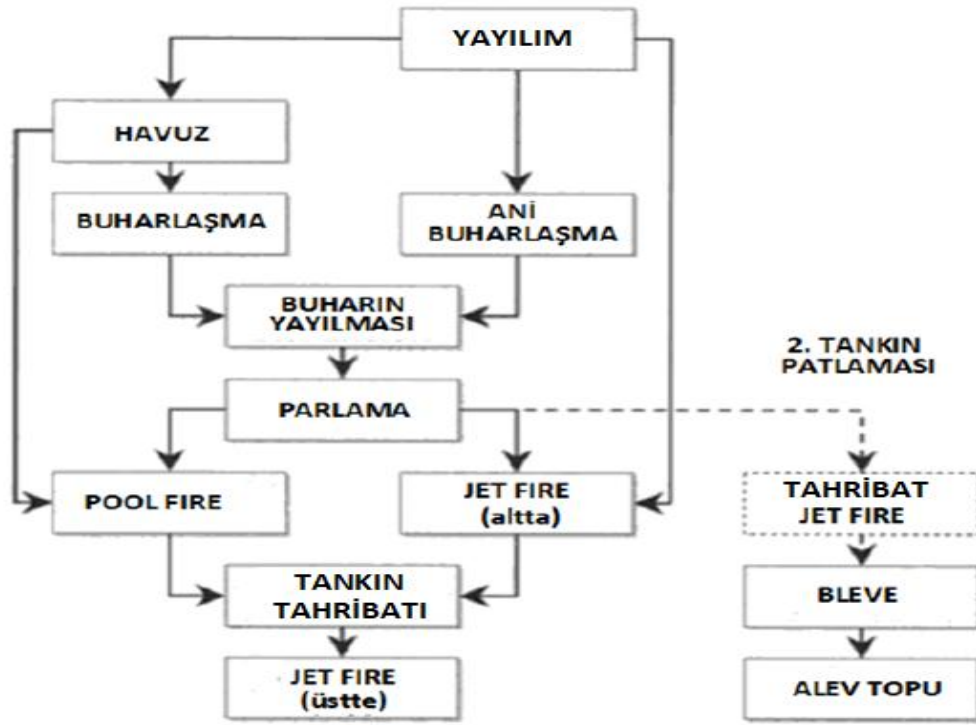 YAYILIM
HAVUZ
BUHARLAŞMA
ANİ
BUHARLAŞMA
BUHARIN
YAYILMASI
2. TANKIN
PATLAMASI
PARLAMA
POOL FIRE
JET FIRE
(altta)
TAHRİBAT
JET FIRE
TANKIN
TAHRİBATI
BLEVE
JET FIRE
(üstte)
ALEV TOPU